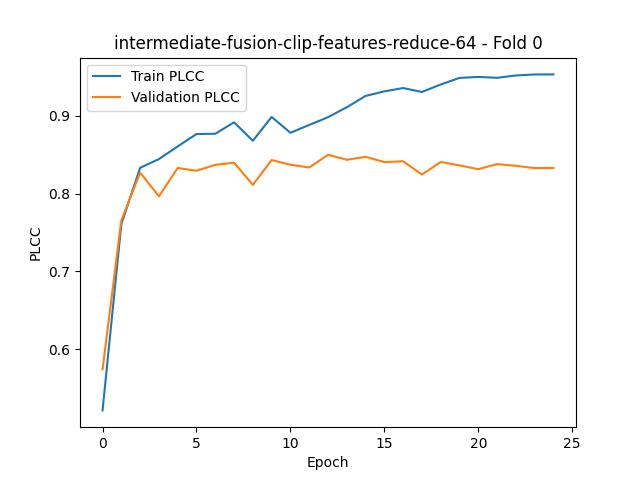 intermediate-fusion-clip-features-reduce-64 - Fold 0
Train PLCC
Validation PLCC
0.9
0.8
0.7
0.6
PLCC
0 5 10 15 20 25
Epoch